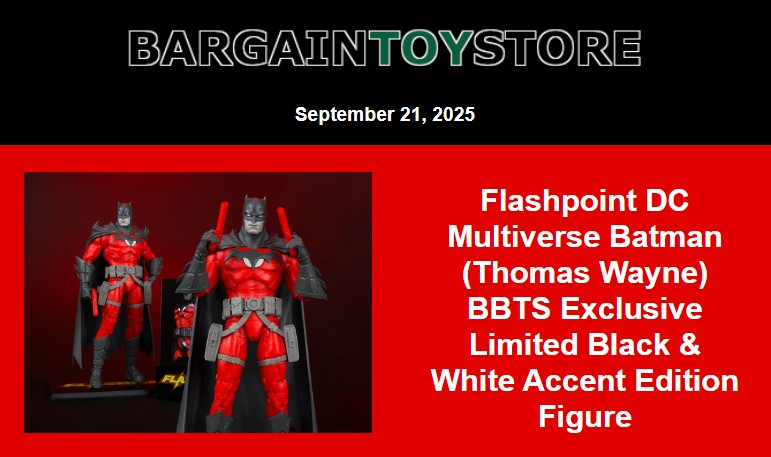 BARGAINTOYSTORE
September 21, 2025
Flashpoint DC
Multiverse Batman
(Thomas Wayne)
BBTS Exclusive
Limited Black &
White Accent Edition
Figure